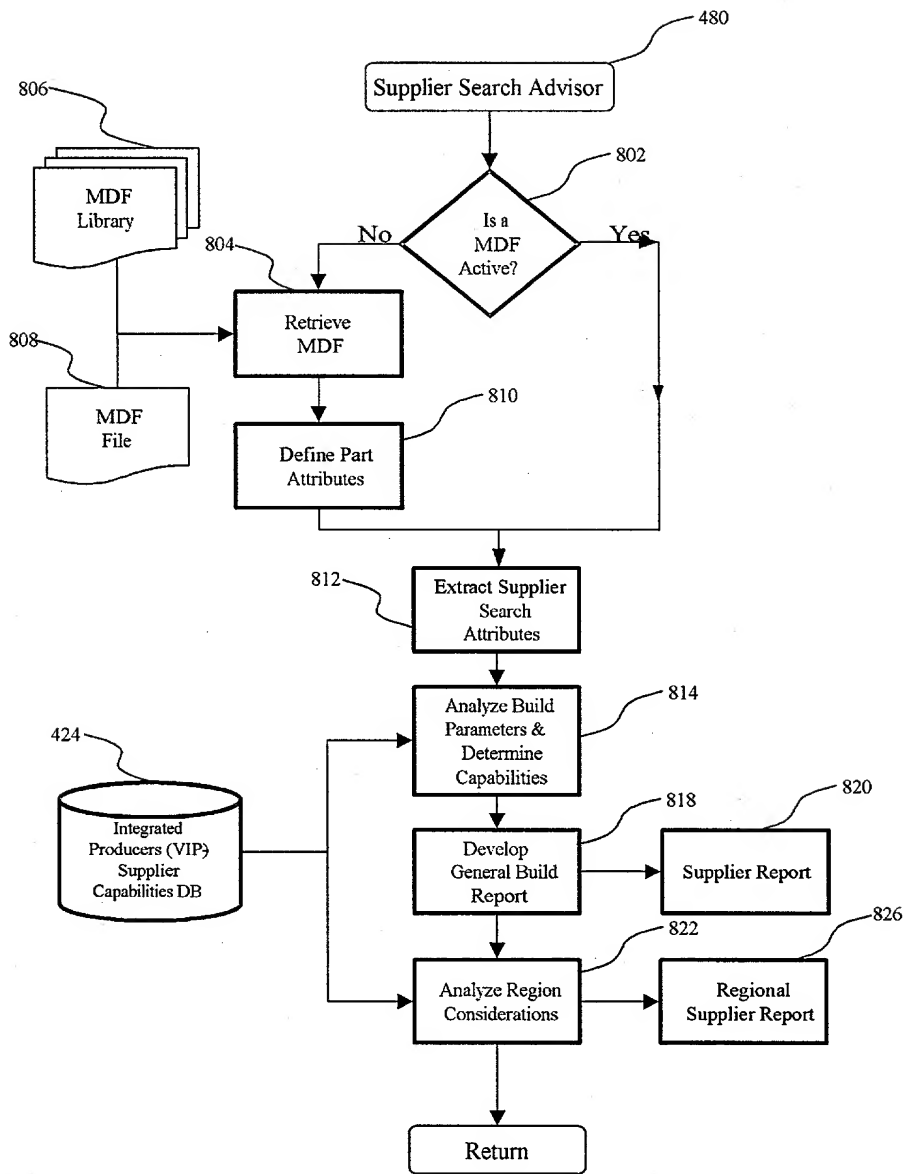 480
Supplier Search Advisor
806
802
MDF
Library
Is a
MDF
Active?
No
Yes
804
Retrieve
MDF
808
MDF
File
810
Define Part
Attributes
812
Extract Supplier
Search
Attributes
814
Analyze Build
Parameters &
Determine
Capabilities
424
Integrated
Producers (VIP)
Supplier
Capabilities DB
818
Develop
General Build
Report
820
Supplier Report
822
Analyze Region
Considerations
826
Regional
Supplier Report
Return